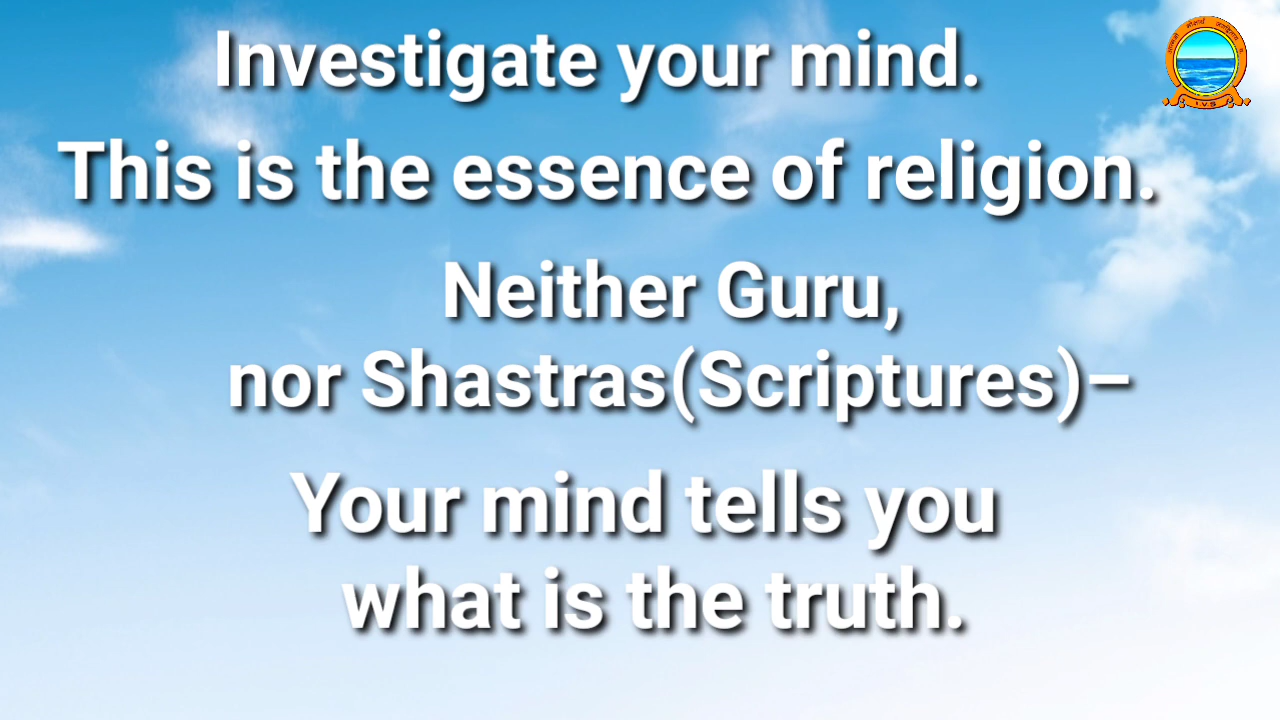 Investigate your mind.
This is the essence of religion.
Neither Guru,
nor Shastras(Scriptures)–
Your mind tells you
what is the truth.
I.V.S